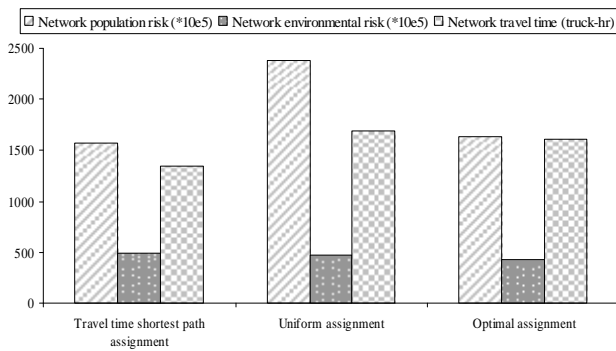 Network population risk (*10e5) Network environmental risk (*10e5) Network travel time (truck-hr)
2500
2000
1500
1000
500
0
Travel time shortest path assignment
Uniform assignment
Optimal assignment